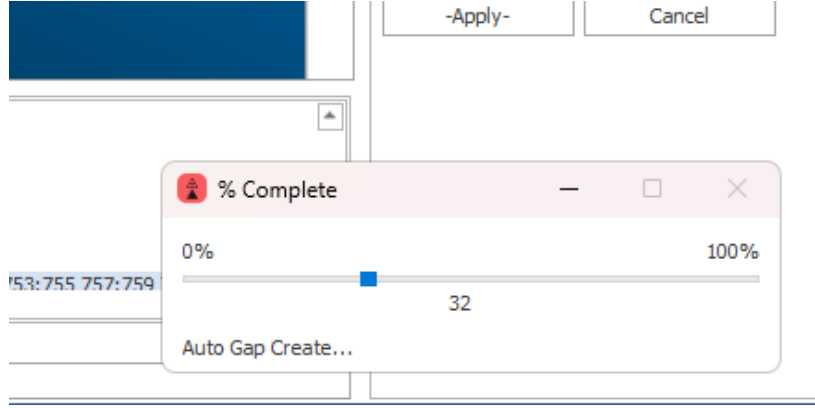 -Apply- Cancel
% Complete
0% 100%
753:755 757:759
32
Auto Gap Create...